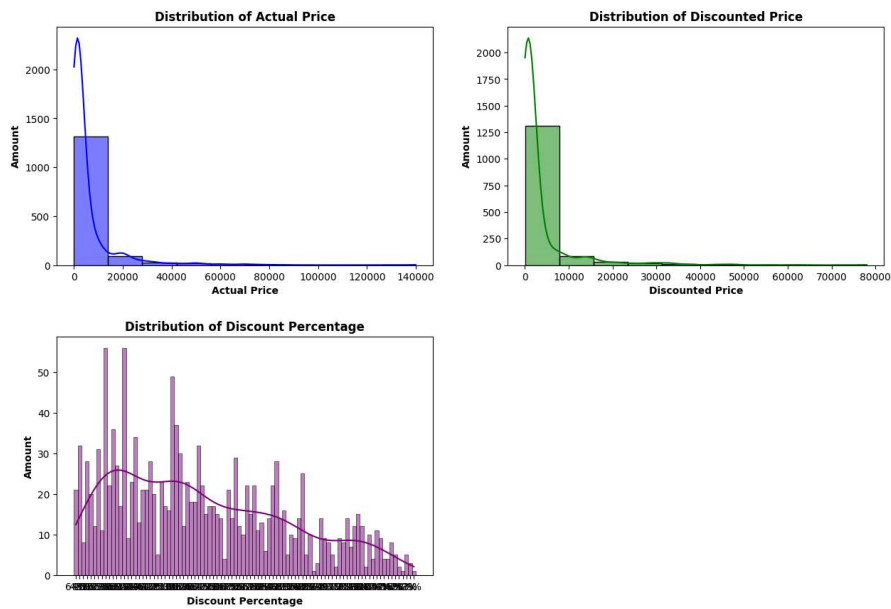 Distribution of Actual Price
Amount
2000
1500
1000
500
0
0 20000 40000 60000 80000 100000 120000 140000
Actual Price
Distribution of Discounted Price
Amount
2000
1750
1500
1250
1000
750
500
250
0
0 10000 20000 30000 40000 50000 60000 70000 80000
Discounted Price
Distribution of Discount Percentage
Amount
50
40
30
20
10
0
Discount Percentage